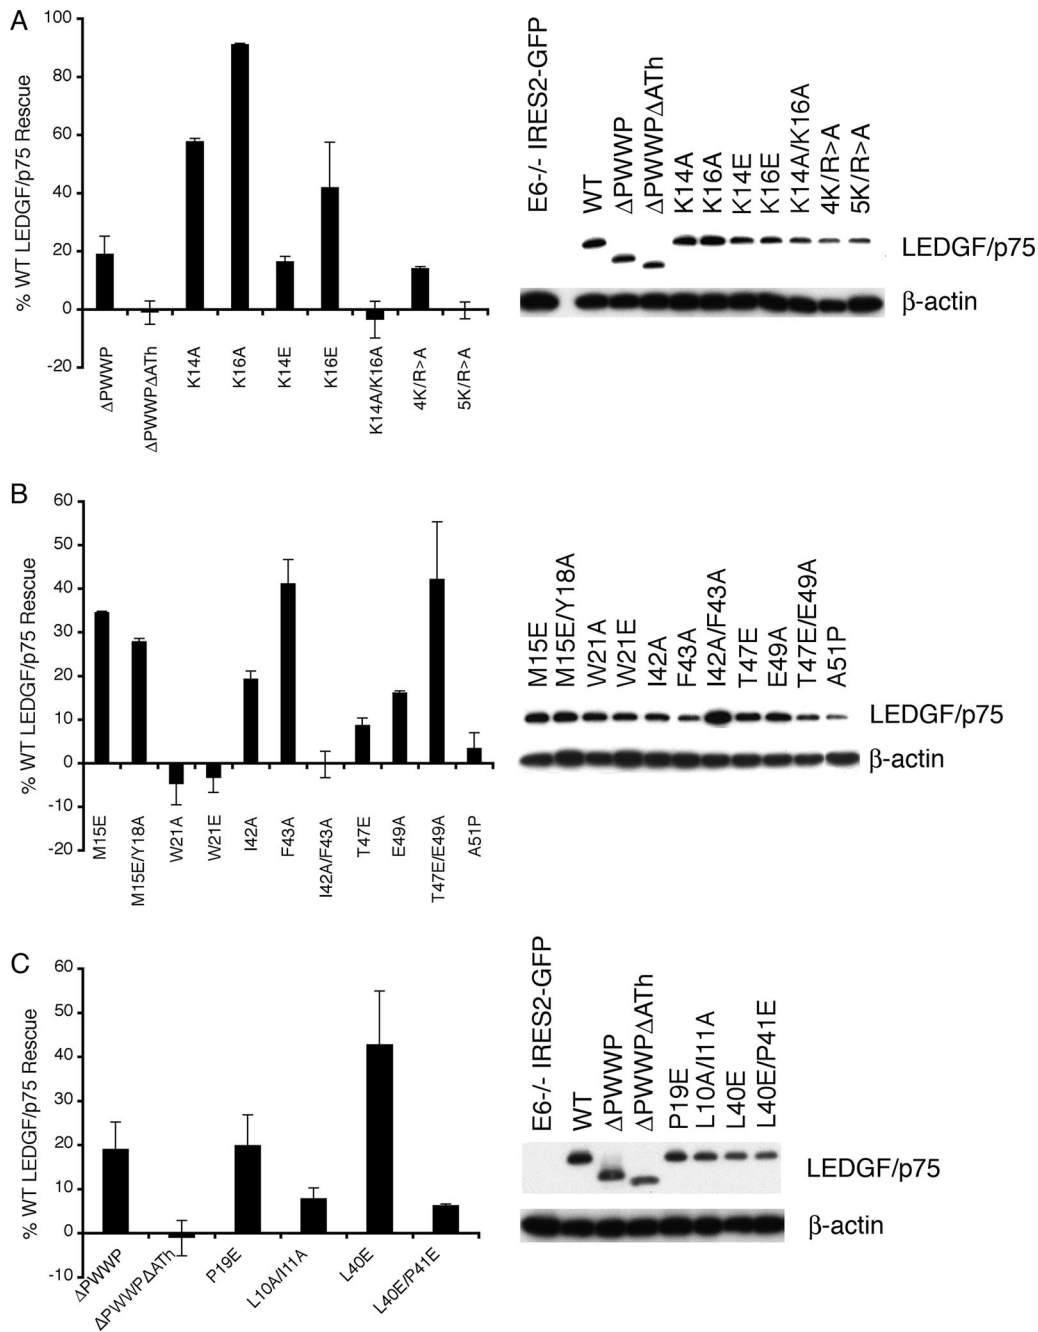 A
% WT LEDGF/p75 Rescue
100
80
60
40
20
0
-20
ΔPWWP
ΔPWWPΔATh
K14A
K16A
K14E
K16E
K14A/K16A
4K/R>A
5K/R>A
E6-/- IRES2-GFP
WT
ΔPWWP
ΔPWWPΔATh
K14A
K16A
K14E
K16E
K14A/K16A
4K/R>A
5K/R>A
LEDGF/p75
β-actin
B
% WT LEDGF/p75 Rescue
60
50
40
30
20
10
0
-10
-20
M15E
M15E/Y18A
W21A
W21E
I42A
F43A
I42A/F43A
T47E
E49A
T47E/E49A
A51P
M15E
M15E/Y18A
W21A
W21E
I42A
F43A
I42A/F43A
T47E
E49A
T47E/E49A
A51P
LEDGF/p75
β-actin
C
% WT LEDGF/p75 Rescue
60
50
40
30
20
10
0
-10
ΔPWWP
ΔPWWPΔATh
P19E
L10A/I11A
L40E
L40E/P41E
E6-/- IRES2-GFP
WT
ΔPWWP
ΔPWWPΔATh
P19E
L10A/I11A
L40E
L40E/P41E
LEDGF/p75
β-actin